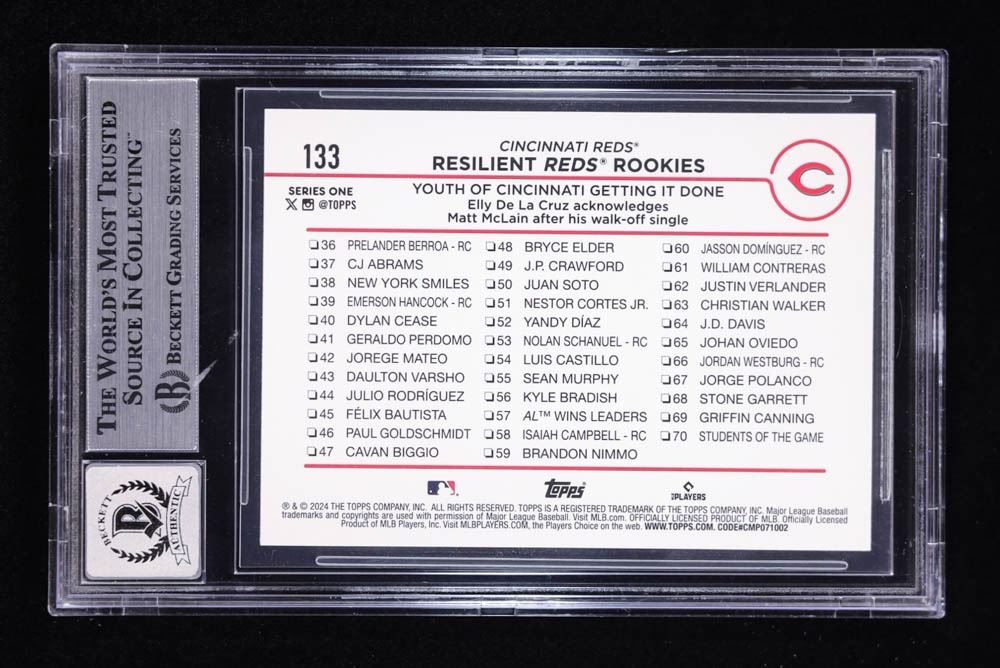 THE WORLD'S MOST TRUSTED
SOURCE IN COLLECTING™
BECKETT GRADING SERVICES
B
BECKETT
B
AUTHENTIC
133
CINCINNATI REDS®
RESILIENT REDS® ROOKIES
C
SERIES ONE
X @TOPPS
YOUTH OF CINCINNATI GETTING IT DONE
Elly De La Cruz acknowledges
Matt McLain after his walk-off single
❏36 PRELANDER BERROA - RC
❏37 CJ ABRAMS
❏38 NEW YORK SMILES
❏39 EMERSON HANCOCK - RC
❏40 DYLAN CEASE
❏41 GERALDO PERDOMO
❏42 JOREGE MATEO
❏43 DAULTON VARSHO
❏44 JULIO RODRÍGUEZ
❏45 FÉLIX BAUTISTA
❏46 PAUL GOLDSCHMIDT
❏47 CAVAN BIGGIO
❏48 BRYCE ELDER
❏49 J.P. CRAWFORD
❏50 JUAN SOTO
❏51 NESTOR CORTES JR.
❏52 YANDY DÍAZ
❏53 NOLAN SCHANUEL - RC
❏54 LUIS CASTILLO
❏55 SEAN MURPHY
❏56 KYLE BRADISH
❏57 AL™ WINS LEADERS
❏58 ISAIAH CAMPBELL - RC
❏59 BRANDON NIMMO
❏60 JASSON DOMÍNGUEZ - RC
❏61 WILLIAM CONTRERAS
❏62 JUSTIN VERLANDER
❏63 CHRISTIAN WALKER
❏64 J.D. DAVIS
❏65 JOHAN OVIEDO
❏66 JORDAN WESTBURG - RC
❏67 JORGE POLANCO
❏68 STONE GARRETT
❏69 GRIFFIN CANNING
❏70 STUDENTS OF THE GAME
Topps
PLAYERS
® & © 2024 THE TOPPS COMPANY, INC. ALL RIGHTS RESERVED. TOPPS IS A REGISTERED TRADEMARK OF THE TOPPS COMPANY, INC. Major League Baseball
trademarks and copyrights are used with permission of Major League Baseball. Visit MLB.com. OFFICIALLY LICENSED PRODUCT OF MLB. Officially Licensed
Product of MLB Players, Inc. Visit MLBPLAYERS.COM, the Players Choice on the web. WWW.TOPPS.COM. CODE#CMP071002